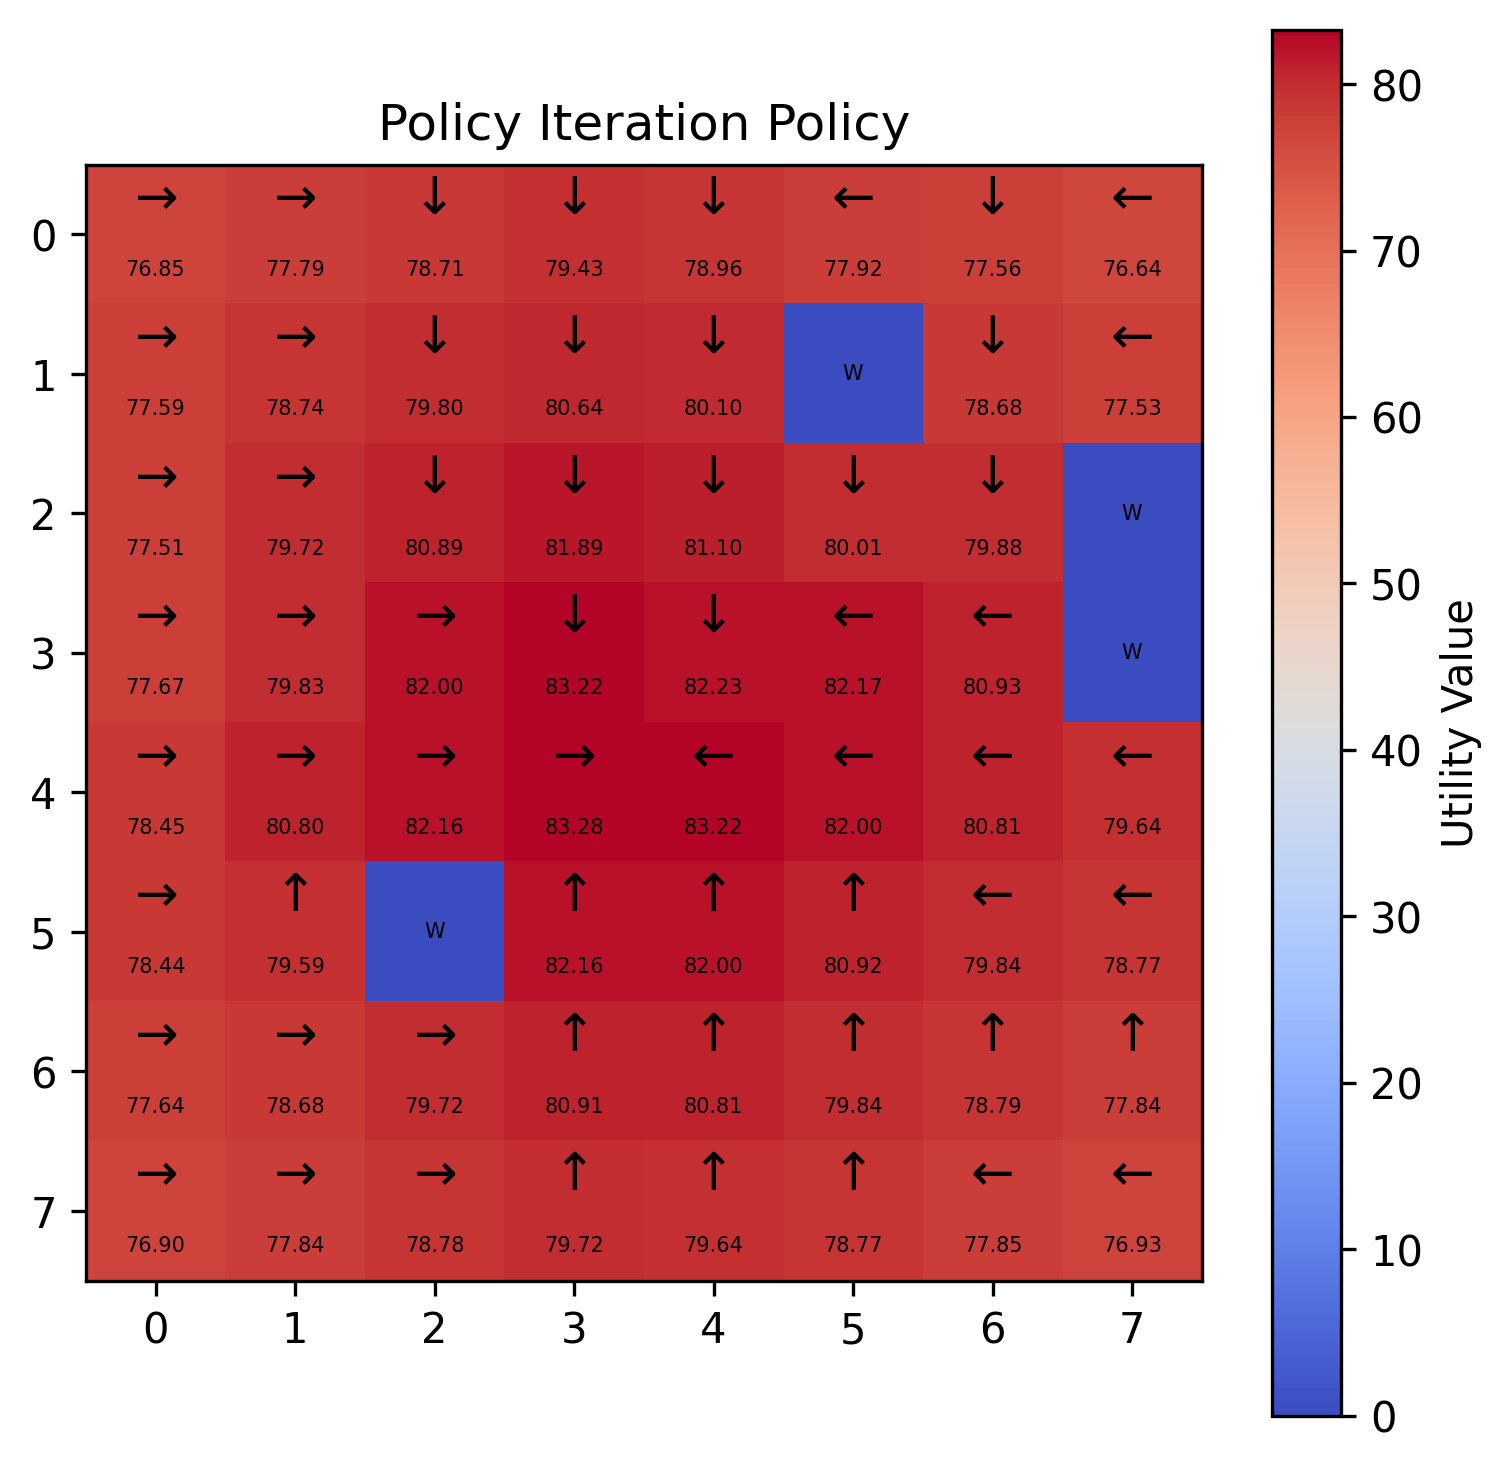 Policy Iteration Policy
→ → ↓ ↓ ↓ ← ↓ ←
0
76.85 77.79 78.71 79.43 78.96 77.92 77.56 76.64
→ → ↓ ↓ ↓ ↓ ←
1 W
77.59 78.74 79.80 80.64 80.10 78.68 77.53
→ → ↓ ↓ ↓ ↓ ↓
2 W
77.51 79.72 80.89 81.89 81.10 80.01 79.88
→ → → ↓ ↓ ← ←
3 W
77.67 79.83 82.00 83.22 82.23 82.17 80.93
→ → → → ← ← ← ←
4
78.45 80.80 82.16 83.28 83.22 82.00 80.81 79.64
→ ↑ ↑ ↑ ↑ ← ←
5 W
78.44 79.59 82.16 82.00 80.92 79.84 78.77
→ → → ↑ ↑ ↑ ↑ ↑
6
77.64 78.68 79.72 80.91 80.81 79.84 78.79 77.84
→ → → ↑ ↑ ↑ ← ←
7
76.90 77.84 78.78 79.72 79.64 78.77 77.85 76.93
0 1 2 3 4 5 6 7
80
70
60
50
40
30
20
10
0
Utility Value